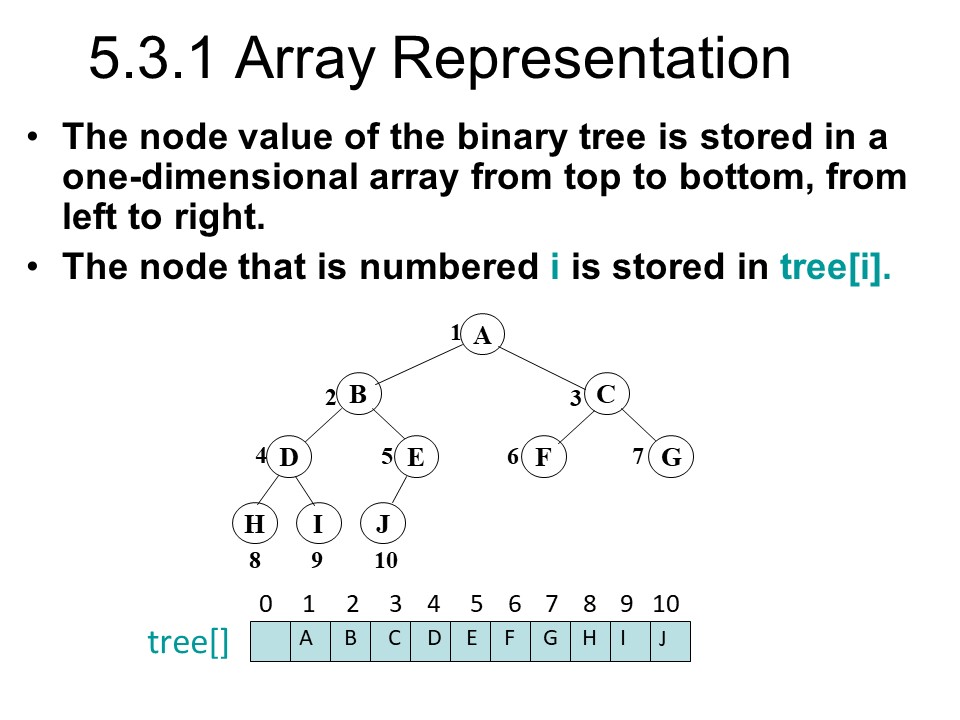 5.3.1 Array Representation
• The node value of the binary tree is stored in a
one-dimensional array from top to bottom, from
left to right.
• The node that is numbered i is stored in tree[i].
1 A
2 B 3 C
4 D 5 E 6 F 7 G
H I J
8 9 10
0 1 2 3 4 5 6 7 8 9 10
tree[] A B C D E F G H I J